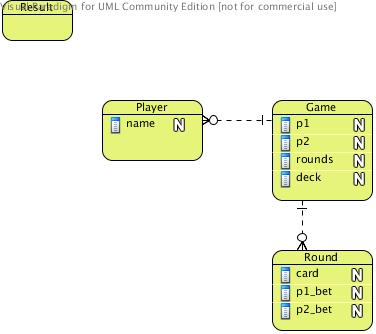 Visual Paradigm for UML Community Edition [not for commercial use]
Result
Player
name N
Game
p1 N
p2 N
rounds N
deck N
Round
card N
p1_bet N
p2_bet N